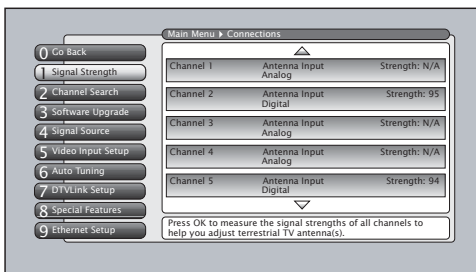 Main Menu Connections
0 Go Back
1 Signal Strength
2 Channel Search
3 Software Upgrade
4 Signal Source
5 Video Input Setup
6 Auto Tuning
7 DTVLink Setup
8 Special Features
9 Ethernet Setup
Channel 1 Antenna Input Strength: N/A
Analog
Channel 2 Antenna Input Strength: 95
Digital
Channel 3 Antenna Input Strength: N/A
Analog
Channel 4 Antenna Input Strength: N/A
Analog
Channel 5 Antenna Input Strength: 94
Digital
Press OK to measure the signal strengths of all channels to
help you adjust terrestrial TV antenna(s).